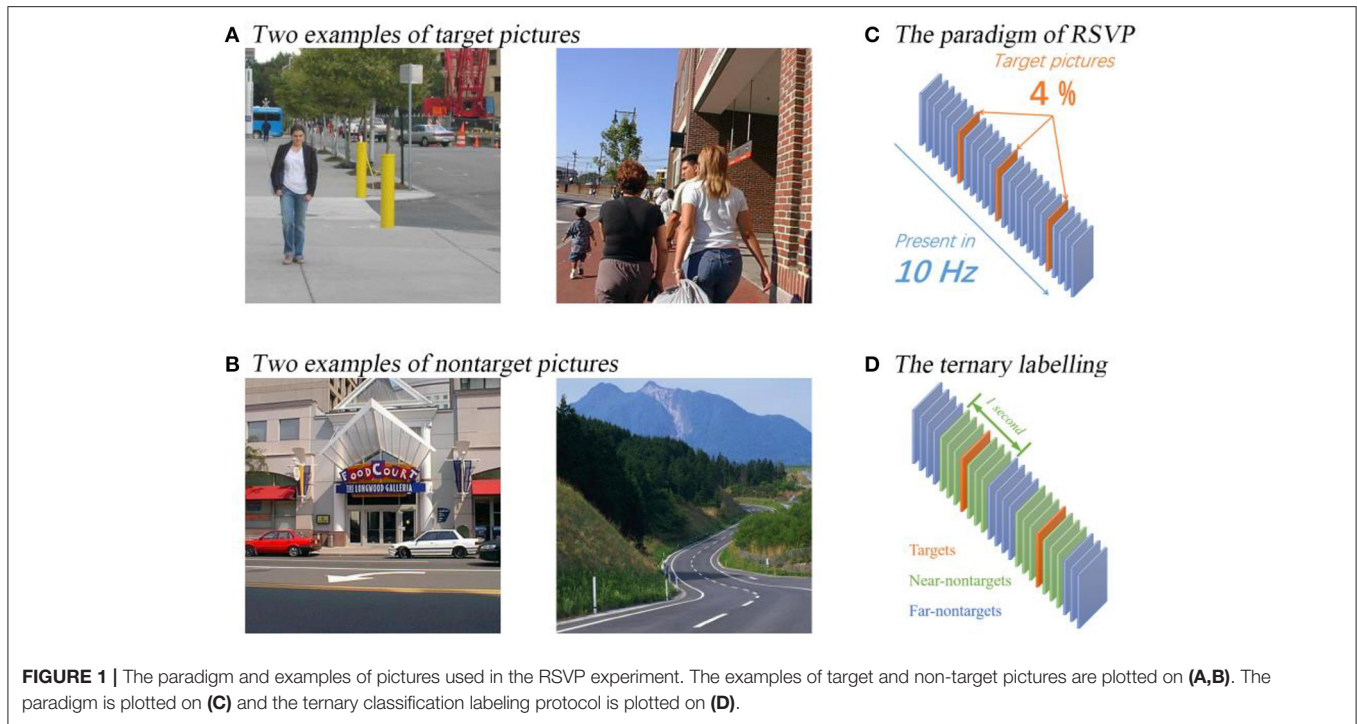 A Two examples of target pictures
B Two examples of nontarget pictures
FOOD COURT
THE LONGWOOD GALLERIA
C The paradigm of RSVP
Target pictures
4 %
Present in
10 Hz
D The ternary labelling
1 second
Targets
Near-nontargets
Far-nontargets
FIGURE 1 | The paradigm and examples of pictures used in the RSVP experiment. The examples of target and non-target pictures are plotted on (A,B). The
paradigm is plotted on (C) and the ternary classification labeling protocol is plotted on (D).